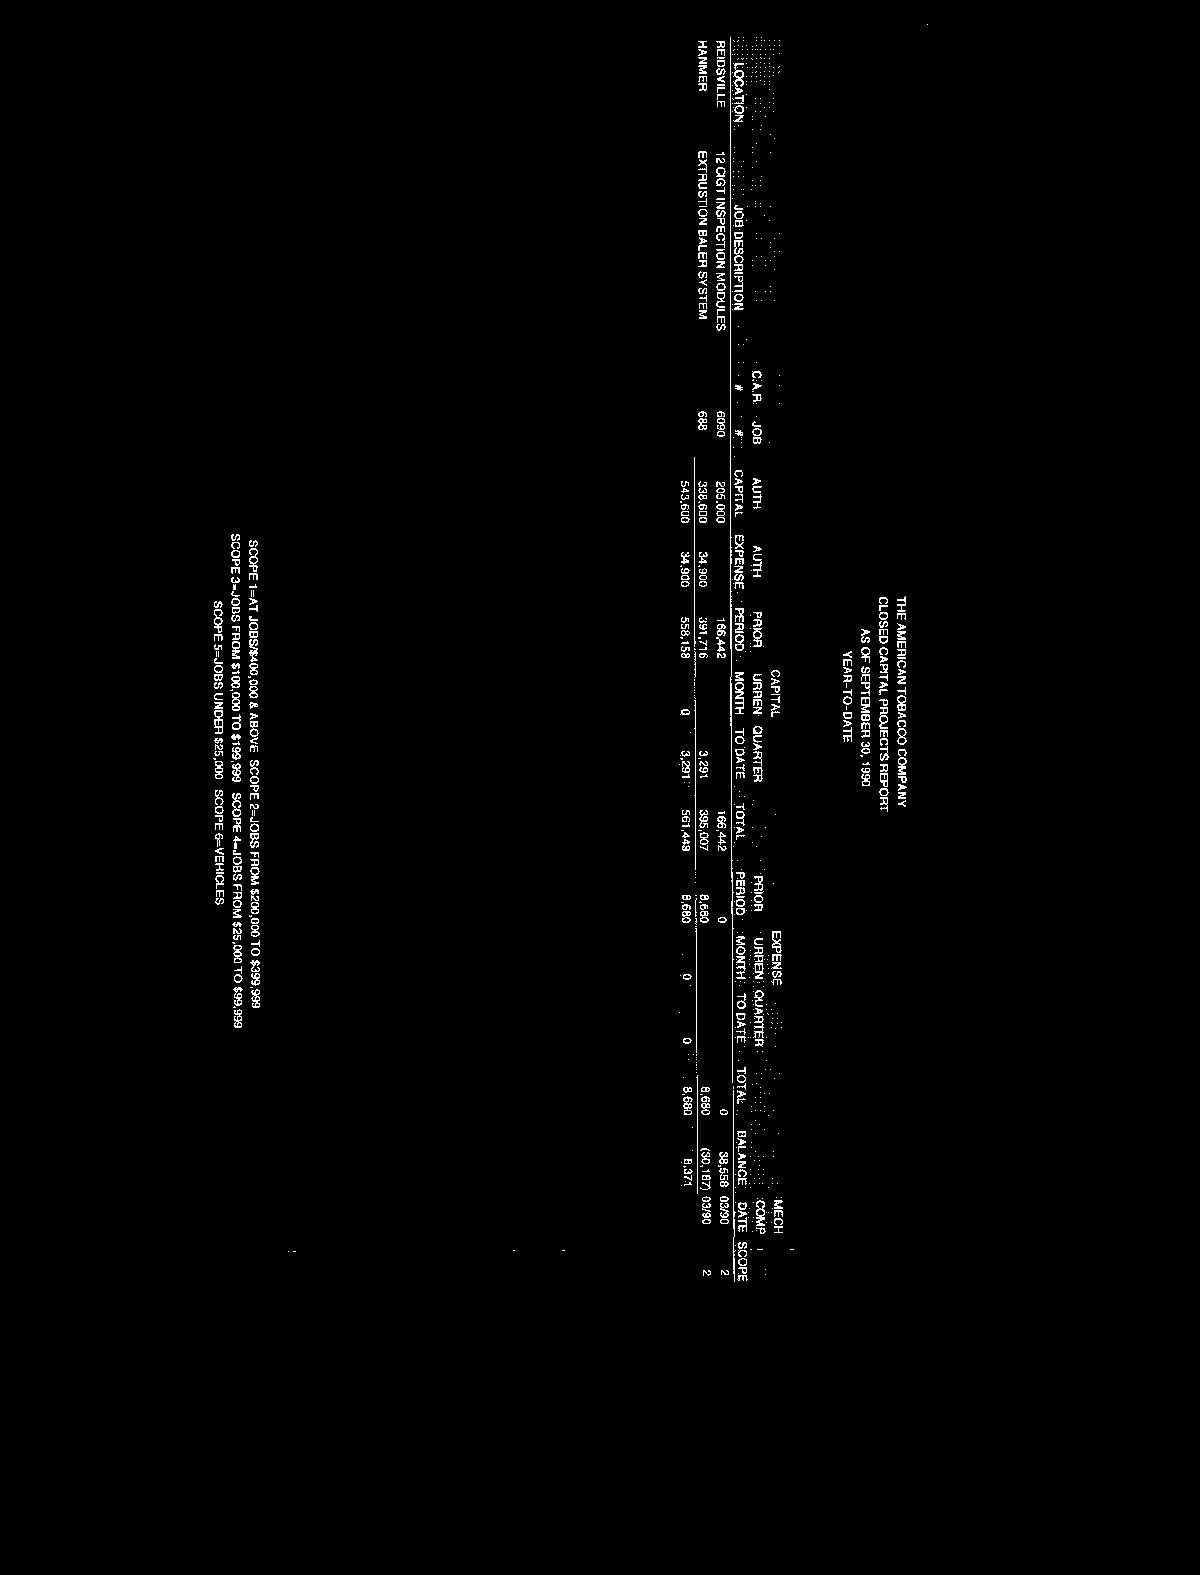 THE AMERICAN TOBACCO COMPANY
CLOSED CAPITAL PROJECTS REPORT
AS OF SEPTEMBER 30, 1990
YEAR-TO-DATE
CAPITAL EXPENSE MECH
C.A.R. JOB AUTH AUTH PRIOR URREN QUARTER PRIOR URREN QUARTER COMP
LOCATION JOB DESCRIPTION # # CAPITAL EXPENSE PERIOD MONTH TO DATE TOTAL PERIOD MONTH TO DATE TOTAL BALANCE DATE SCOPE
REIDSVILLE 12 CIGT INSPECTION MODULES 6090 205,000 166,442 166,442 0 0 38,558 03/90 2
HANMER EXTRUSTION BALER SYSTEM 688 338,600 34,900 391,716 3,291 395,007 8,680 8,680 (30,187) 03/90 2
543,600 34,900 558,158 0 3,291 561,449 8,680 0 0 8,680 8,371
SCOPE 1=AT JOBS/$400,000 & ABOVE SCOPE 2=JOBS FROM $200,000 TO $399,999
SCOPE 3=JOBS FROM $100,000 TO $199,999 SCOPE 4=JOBS FROM $25,000 TO $99,999
SCOPE 5=JOBS UNDER $25,000 SCOPE 6=VEHICLES